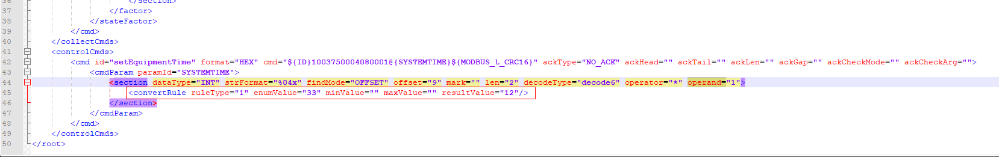 36 </section>
37 </factor>
38 </stateFactor>
39 </cmd>
40 </collectCmds>
41 <controlCmds>
42 <cmd id="setEquipmentTime" format="HEX" cmd="${ID}1003750004080001@{SYSTEMTIME}${MODBUS_L_CRC16}" ackType="NO_ACK" ackHead="" ackTail="" ackLen="" ackGap="" ackCheckMode="" ackCheckArg="">
43 <cmdParam paramId="SYSTEMTIME">
44 <section dataType="INT" strFormat="%04x" findMode="OFFSET" offset="9" mark="" len="2" decodeType="decode6" operator="*" operand="1">
45 <convertRule ruleType="1" enumValue="33" minValue="" maxValue="" resultValue="12"/>
46 </section>
47 </cmdParam>
48 </cmd>
49 </controlCmds>
50 </root>